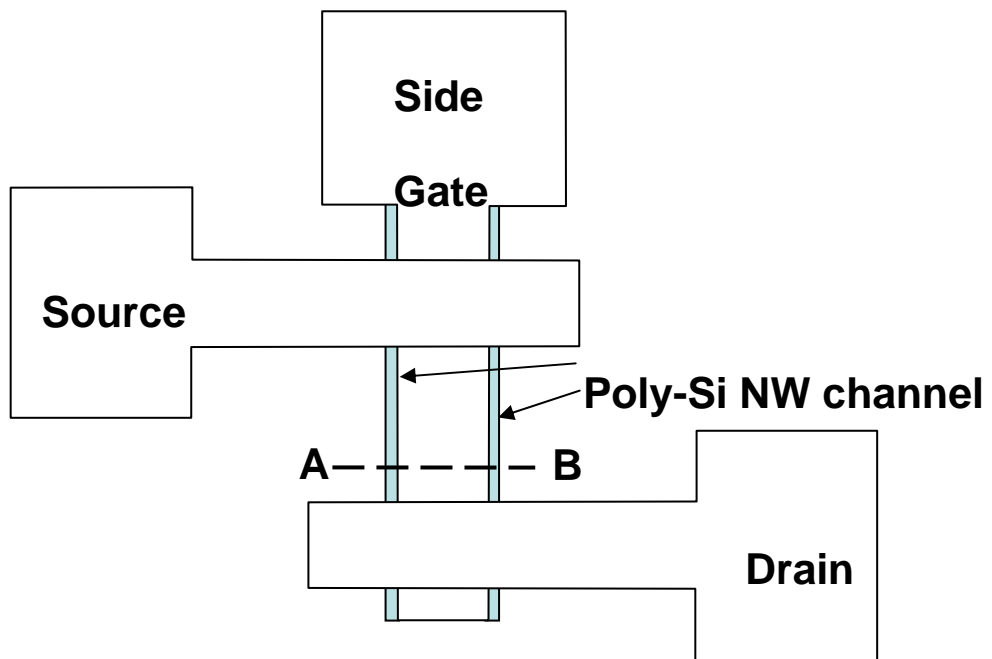 Side
Gate
Source
Poly-Si NW channel
A
B
Drain